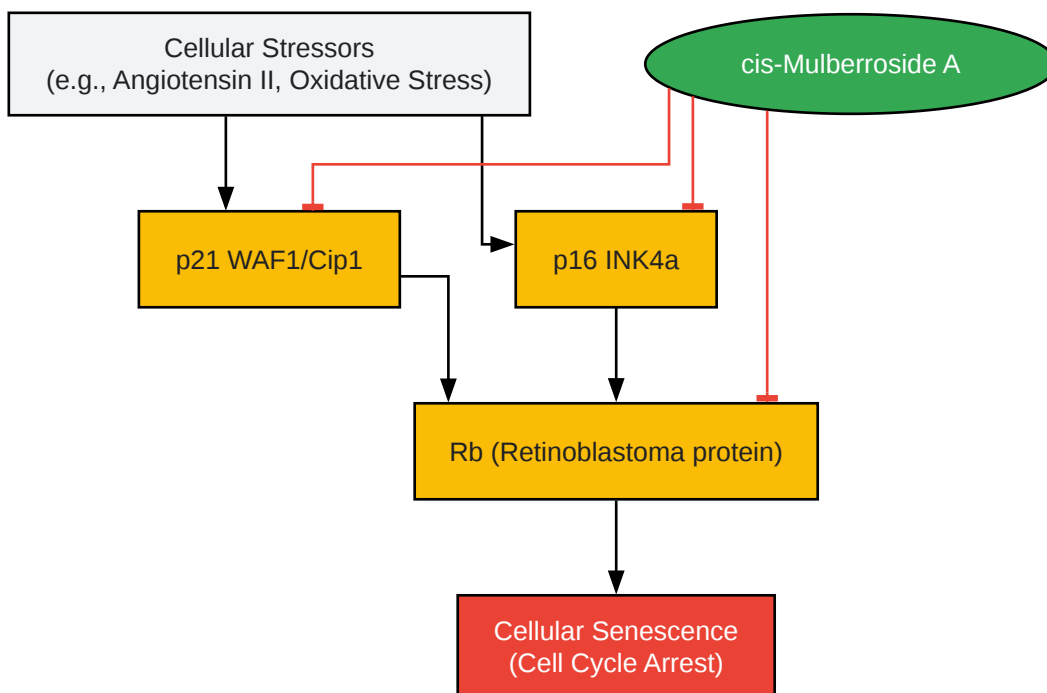 Cellular Stressors
(e.g., Angiotensin II, Oxidative Stress)
cis-Mulberroside A
p21 WAF1/Cip1
p16 INK4a
Rb (Retinoblastoma protein)
Cellular Senescence
(Cell Cycle Arrest)